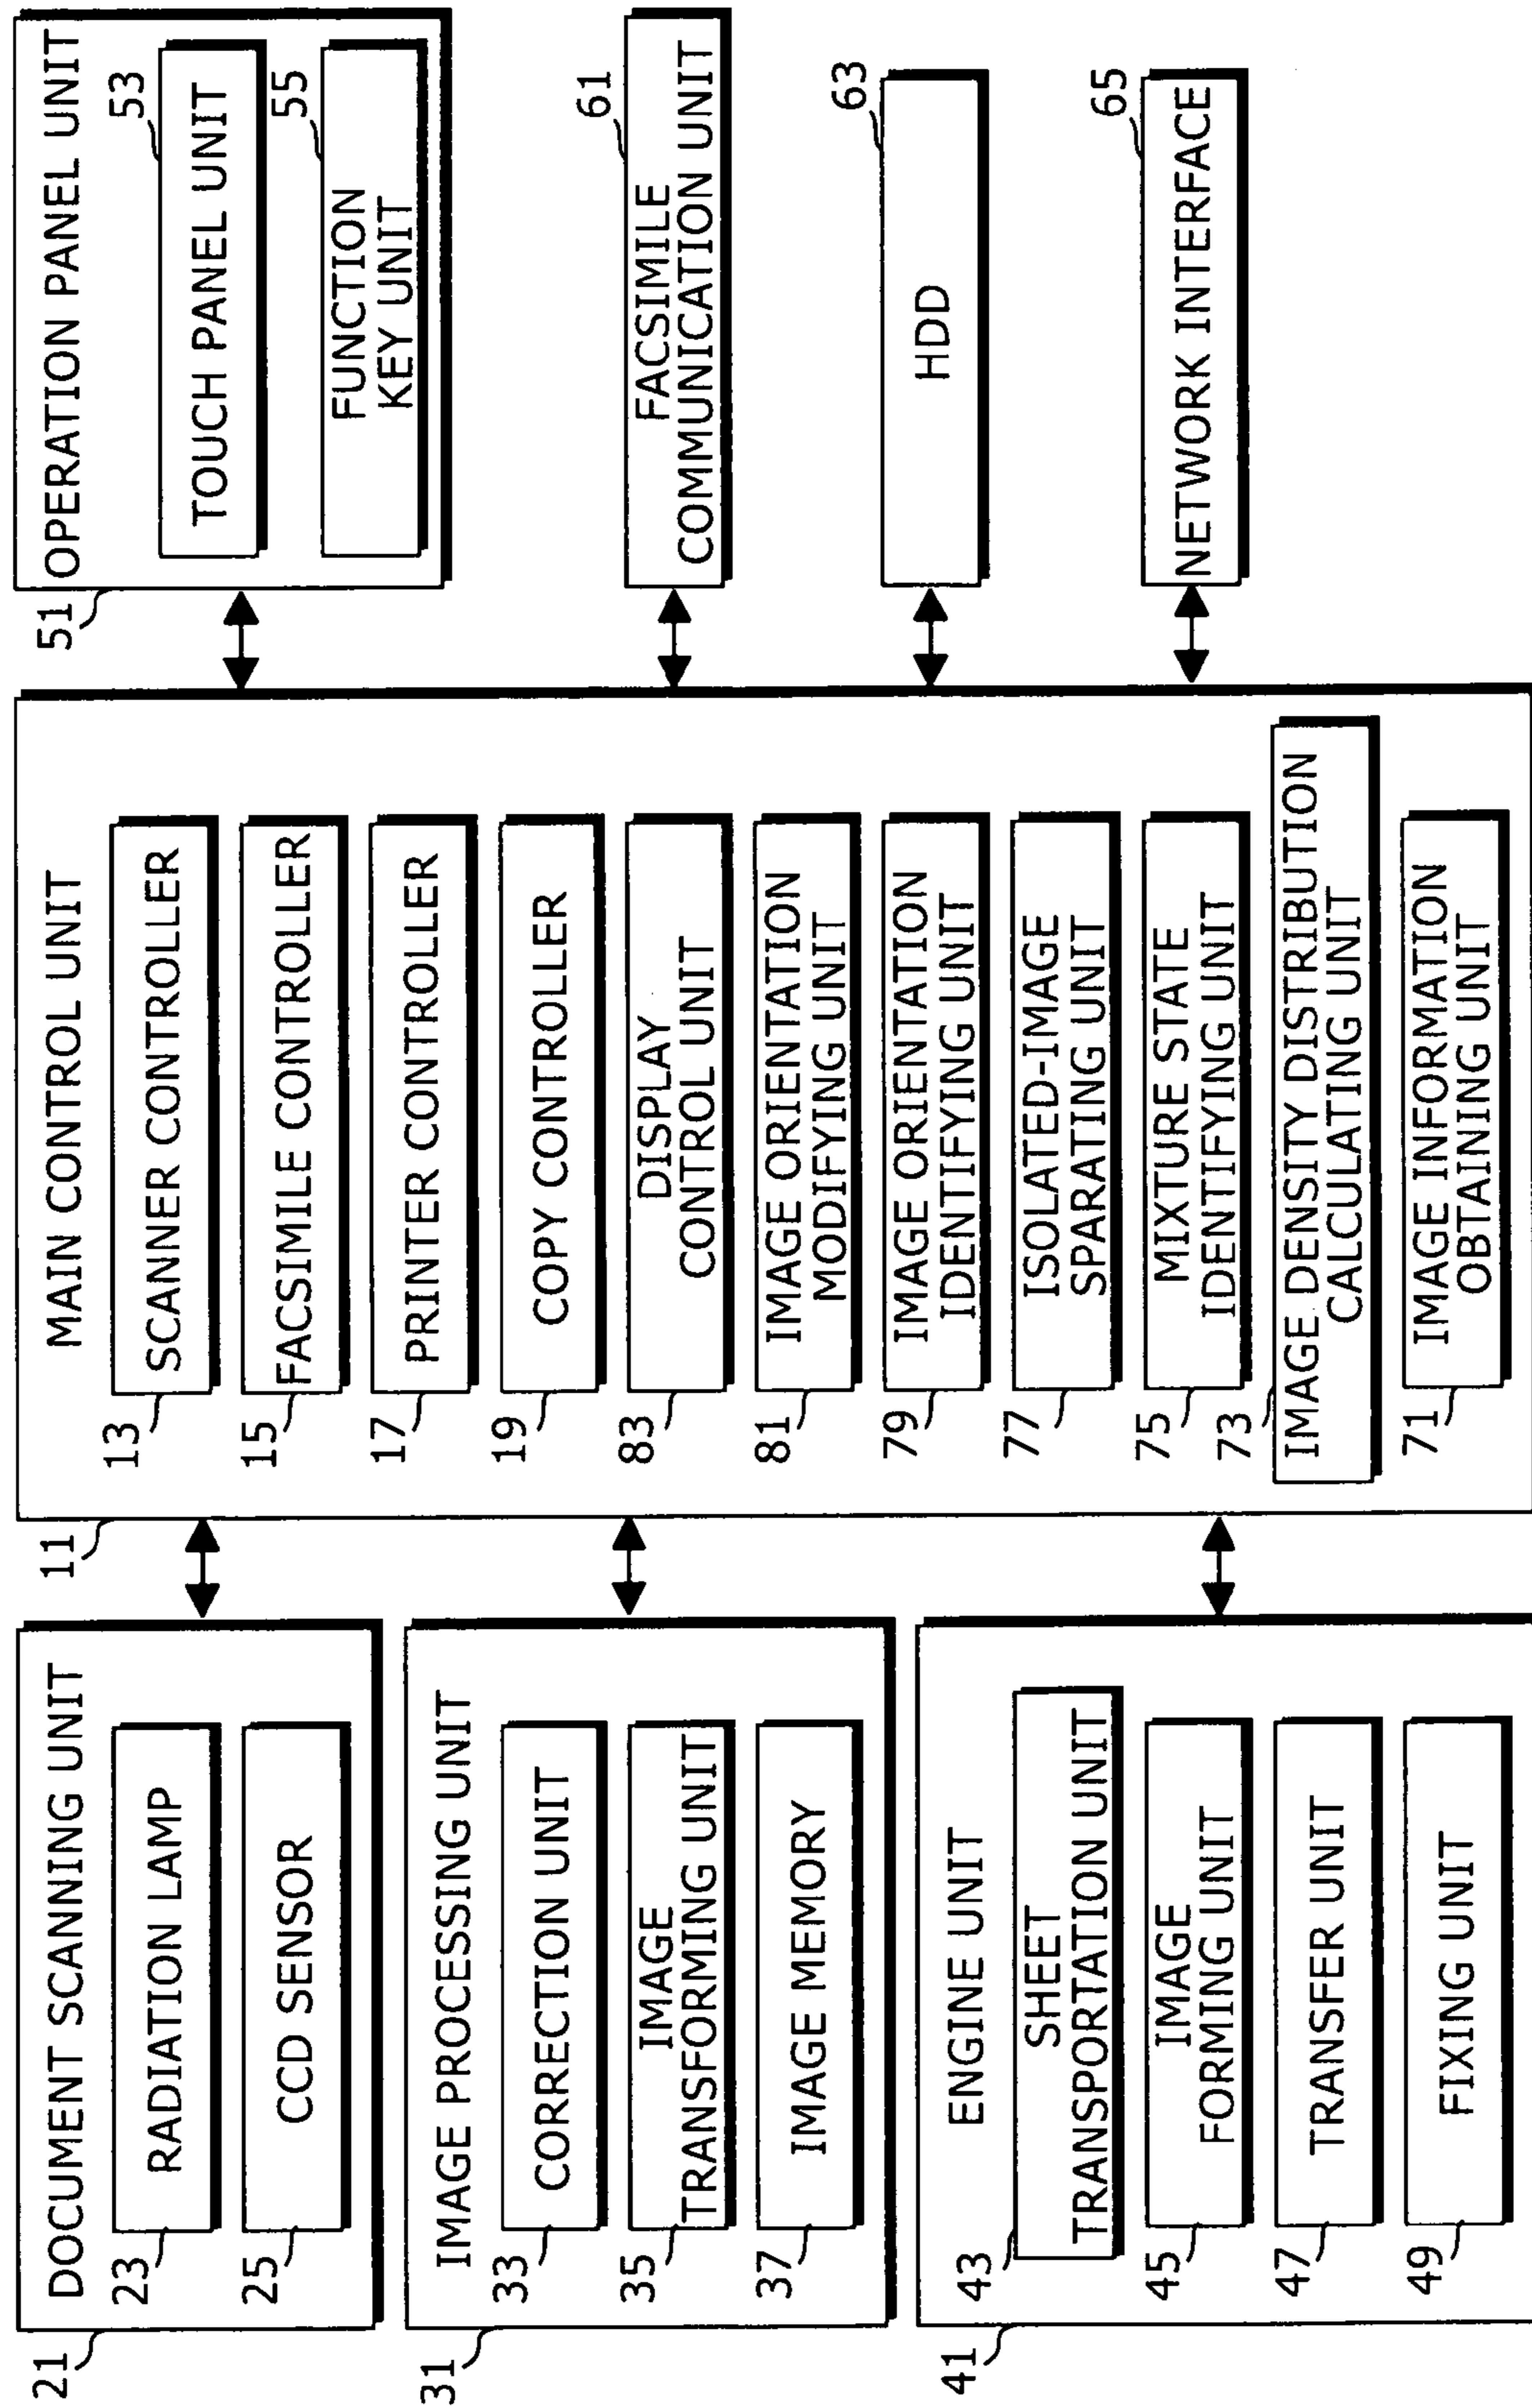 21
DOCUMENT SCANNING UNIT
23
RADIATION LAMP
25
CCD SENSOR
31
IMAGE PROCESSING UNIT
33
CORRECTION UNIT
35
IMAGE
TRANSFORMING UNIT
37
IMAGE MEMORY
41
ENGINE UNIT
43
SHEET
TRANSPORTATION UNIT
45
IMAGE
FORMING UNIT
47
TRANSFER UNIT
49
FIXING UNIT
11
MAIN CONTROL UNIT
13
SCANNER CONTROLLER
15
FACSIMILE CONTROLLER
17
PRINTER CONTROLLER
19
COPY CONTROLLER
83
DISPLAY
CONTROL UNIT
81
IMAGE ORIENTATION
MODIFYING UNIT
79
IMAGE ORIENTATION
IDENTIFYING UNIT
77
ISOLATED-IMAGE
SPARATING UNIT
75
MIXTURE STATE
IDENTIFYING UNIT
73
IMAGE DENSITY DISTRIBUTION
CALCULATING UNIT
71
IMAGE INFORMATION
OBTAINING UNIT
51
OPERATION PANEL UNIT
53
TOUCH PANEL UNIT
55
FUNCTION
KEY UNIT
61
FACSIMILE
COMMUNICATION UNIT
63
HDD
65
NETWORK INTERFACE